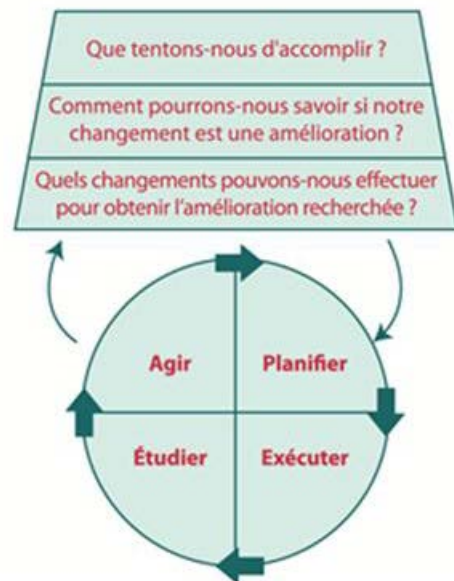 Que tentons-nous d'accomplir ?
Comment pourrons-nous savoir si notre
changement est une amélioration ?
Quels changements pouvons-nous effectuer
pour obtenir l'amélioration recherchée ?
Agir
Planifier
Étudier
Exécuter